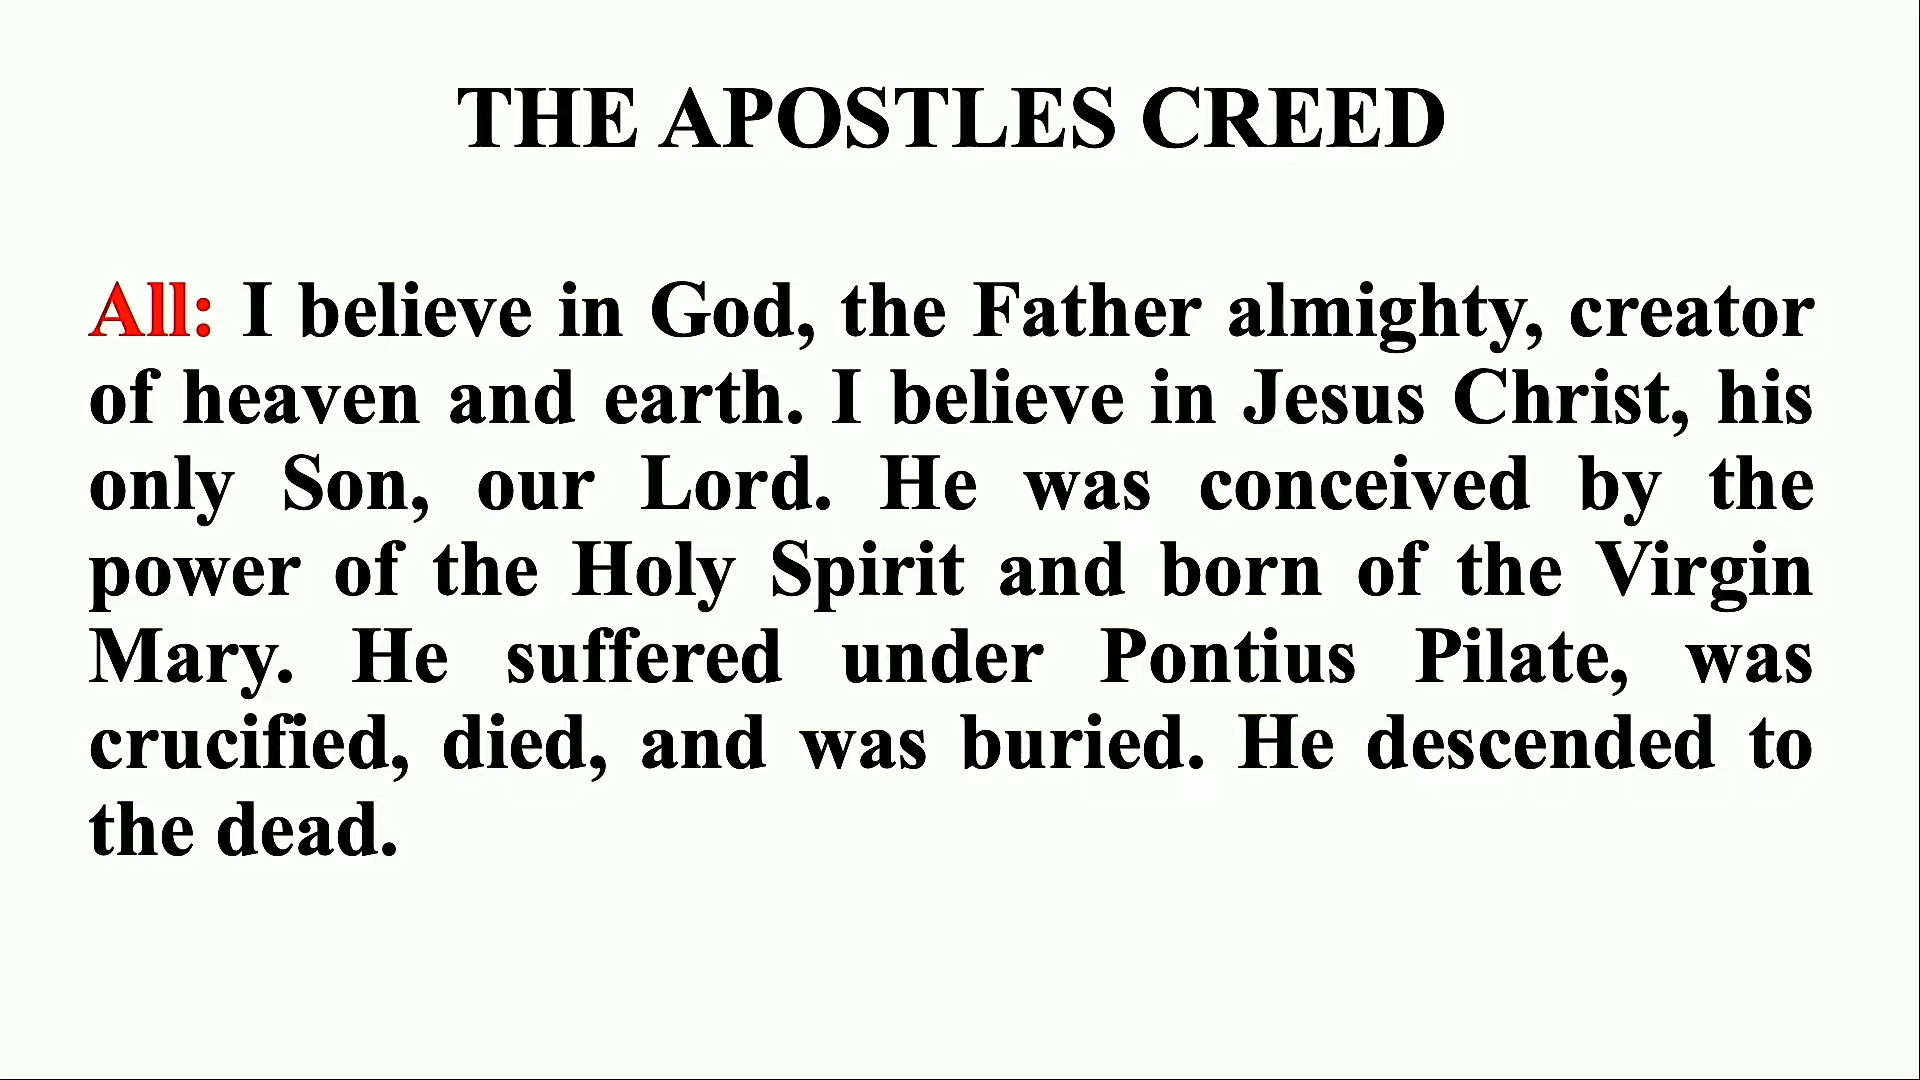 THE APOSTLES CREED
All: I believe in God, the Father almighty, creator
of heaven and earth. I believe in Jesus Christ, his
only Son, our Lord. He was conceived by the
power of the Holy Spirit and born of the Virgin
Mary. He suffered under Pontius Pilate, was
crucified, died, and was buried. He descended to
the dead.